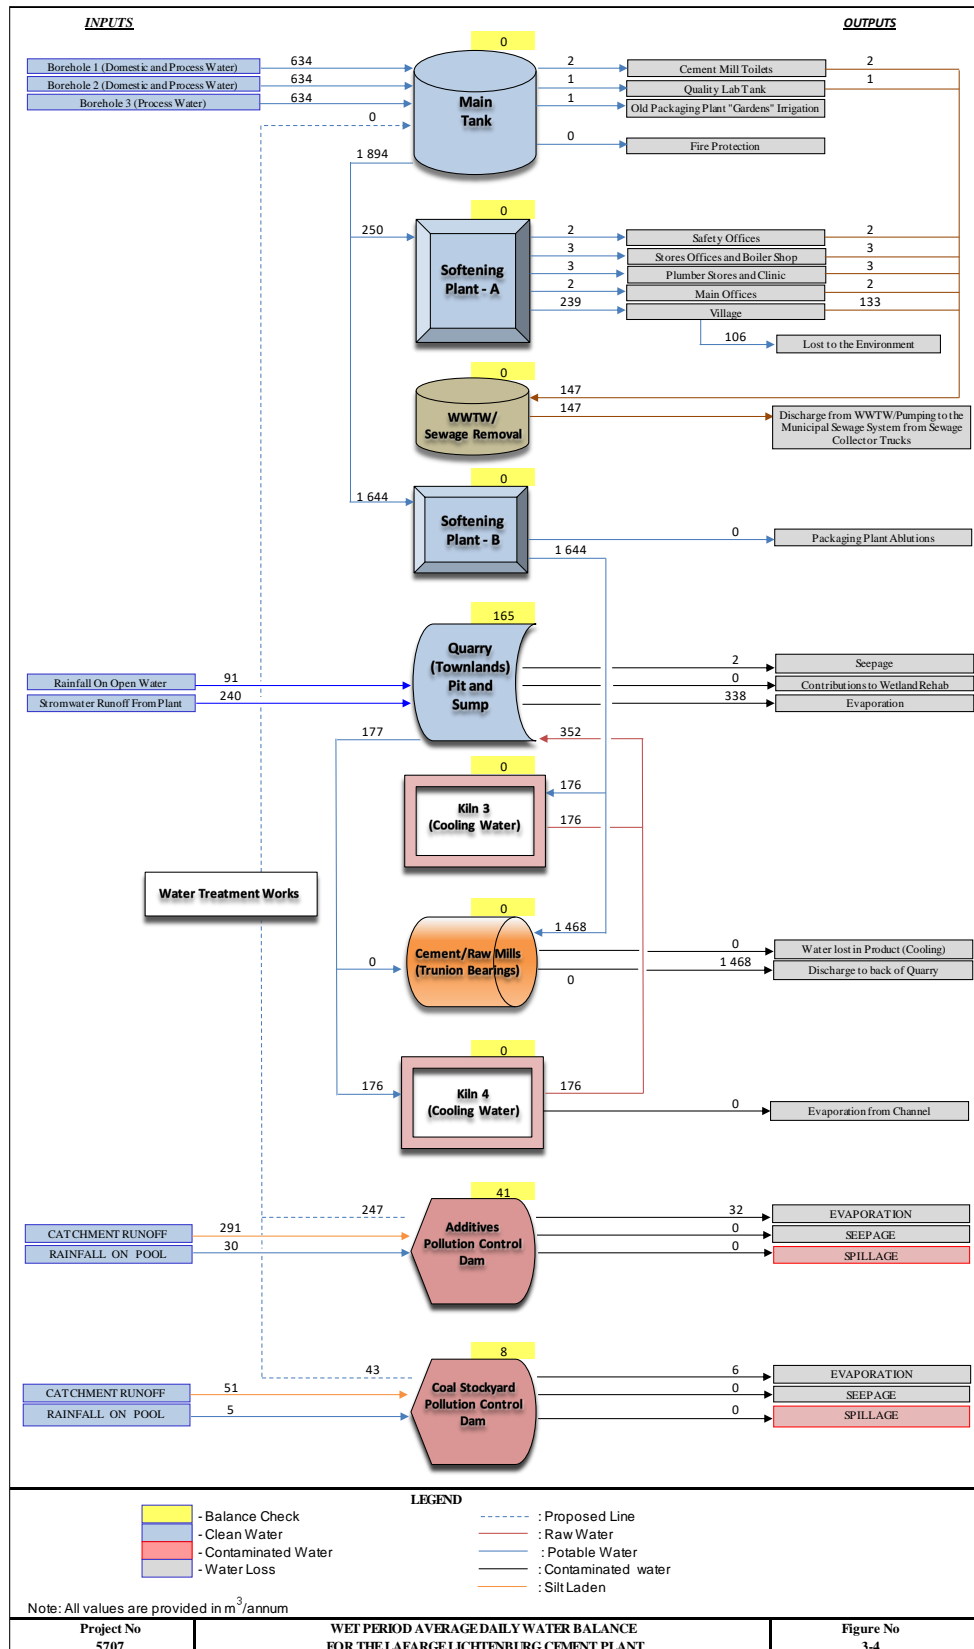 INPUTS
OUTPUTS
0
Borehole 1 (Domestic and Process Water)
634
Borehole 2 (Domestic and Process Water)
634
Borehole 3 (Process Water)
634
0
1 894
Main
Tank
2
Cement Mill Toilets
2
1
Quality Lab Tank
1
1
Old Packaging Plant "Gardens" Irrigation
0
Fire Protection
0
250
Softening
Plant - A
2
Safety Offices
2
3
Stores Offices and Boiler Shop
3
3
Plumber Stores and Clinic
3
2
Main Offices
2
239
Village
133
106
Lost to the Environment
0
WWTW/
Sewage Removal
147
147
Discharge from WWTW/Pumping to the
Municipal Sewage System from Sewage
Collector Trucks
0
1 644
Softening
Plant - B
0
Packaging Plant Ablutions
1 644
165
Quarry
(Townlands)
Pit and
Sump
Rainfall On Open Water
91
Stromwater Runoff From Plant
240
2
Seepage
0
Contributions to Wetland Rehab
338
Evaporation
177
352
0
Kiln 3
(Cooling Water)
176
176
Water Treatment Works
0
1 468
Cement/Raw Mills
(Trunion Bearings)
0
0
Water lost in Product (Cooling)
1 468
Discharge to back of Quarry
0
0
Kiln 4
(Cooling Water)
176
176
0
Evaporation from Channel
41
247
Additives
Pollution Control
Dam
CATCHMENT RUNOFF
291
RAINFALL ON POOL
30
32
EVAPORATION
0
SEEPAGE
0
SPILLAGE
8
43
Coal Stockyard
Pollution Control
Dam
CATCHMENT RUNOFF
51
RAINFALL ON POOL
5
6
EVAPORATION
0
SEEPAGE
0
SPILLAGE
LEGEND
- Balance Check
- Clean Water
- Contaminated Water
- Water Loss
: Proposed Line
: Raw Water
: Potable Water
: Contaminated water
: Silt Laden
Note: All values are provided in m³/annum
Project No
5707
WET PERIOD AVERAGE DAILY WATER BALANCE
FOR THE LAFARGE LICHTENBURG CEMENT PLANT
Figure No
3-4